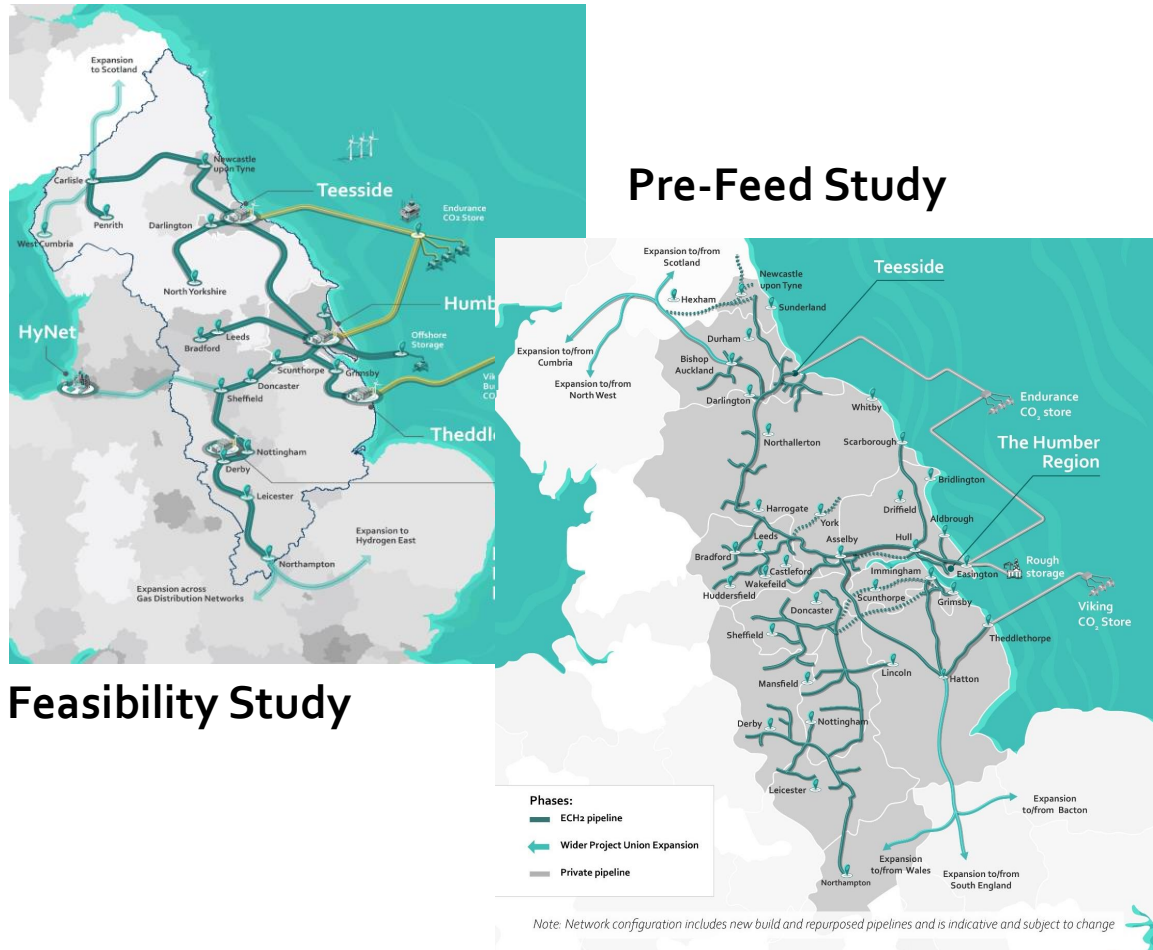 Expansion
to Scotland
Newcastle
upon Tyne
Carlisle
Teesside
Penrith
Darlington
Endurance
CO2 Store
West Cumbria
North Yorkshire
Humb
HyNet
Leeds
Bradford
Offshore
Storage
Scunthorpe
Grimsby
Doncaster
Sheffield
Vik
Bu
CO
Theddl
Nottingham
Derby
Leicester
Expansion to
Hydrogen East
Northampton
Expansion across
Gas Distribution Networks
Feasibility Study
Pre-Feed Study
Expansion to/from
Scotland
Newcastle
upon Tyne
Teesside
Hexham
Sunderland
Durham
Expansion to/from
Cumbria
Bishop
Auckland
Expansion to/from
North West
Darlington
Whitby
Endurance
CO₂ store
Northallerton
Scarborough
The Humber
Region
Bridlington
Harrogate
York
Driffield
Aldbrough
Leeds
Asselby
Hull
Bradford
Castleford
Wakefeild
Immingham
Easington
Rough
storage
Huddersfield
Scunthorpe
Grimsby
Doncaster
Viking
CO₂ Store
Sheffield
Theddlethorpe
Lincoln
Mansfield
Hatton
Derby
Nottingham
Leicester
Phases:
ECH2 pipeline
Wider Project Union Expansion
Private pipeline
Expansion
to/from Bacton
Expansion
to/from Wales
Expansion to/from
South England
Northampton
Note: Network configuration includes new build and repurposed pipelines and is indicative and subject to change